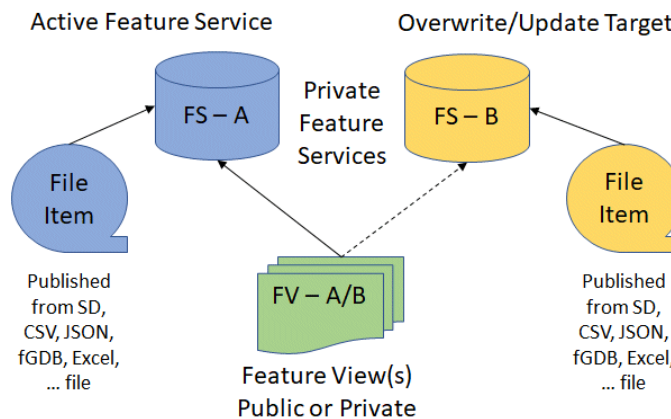 Active Feature Service
Overwrite/Update Target
FS – A
Private
Feature
Services
FS – B
File
Item
File
Item
Published
from SD,
CSV, JSON,
fGDB, Excel,
... file
FV – A/B
Published
from SD,
CSV, JSON,
fGDB, Excel,
... file
Feature View(s)
Public or Private